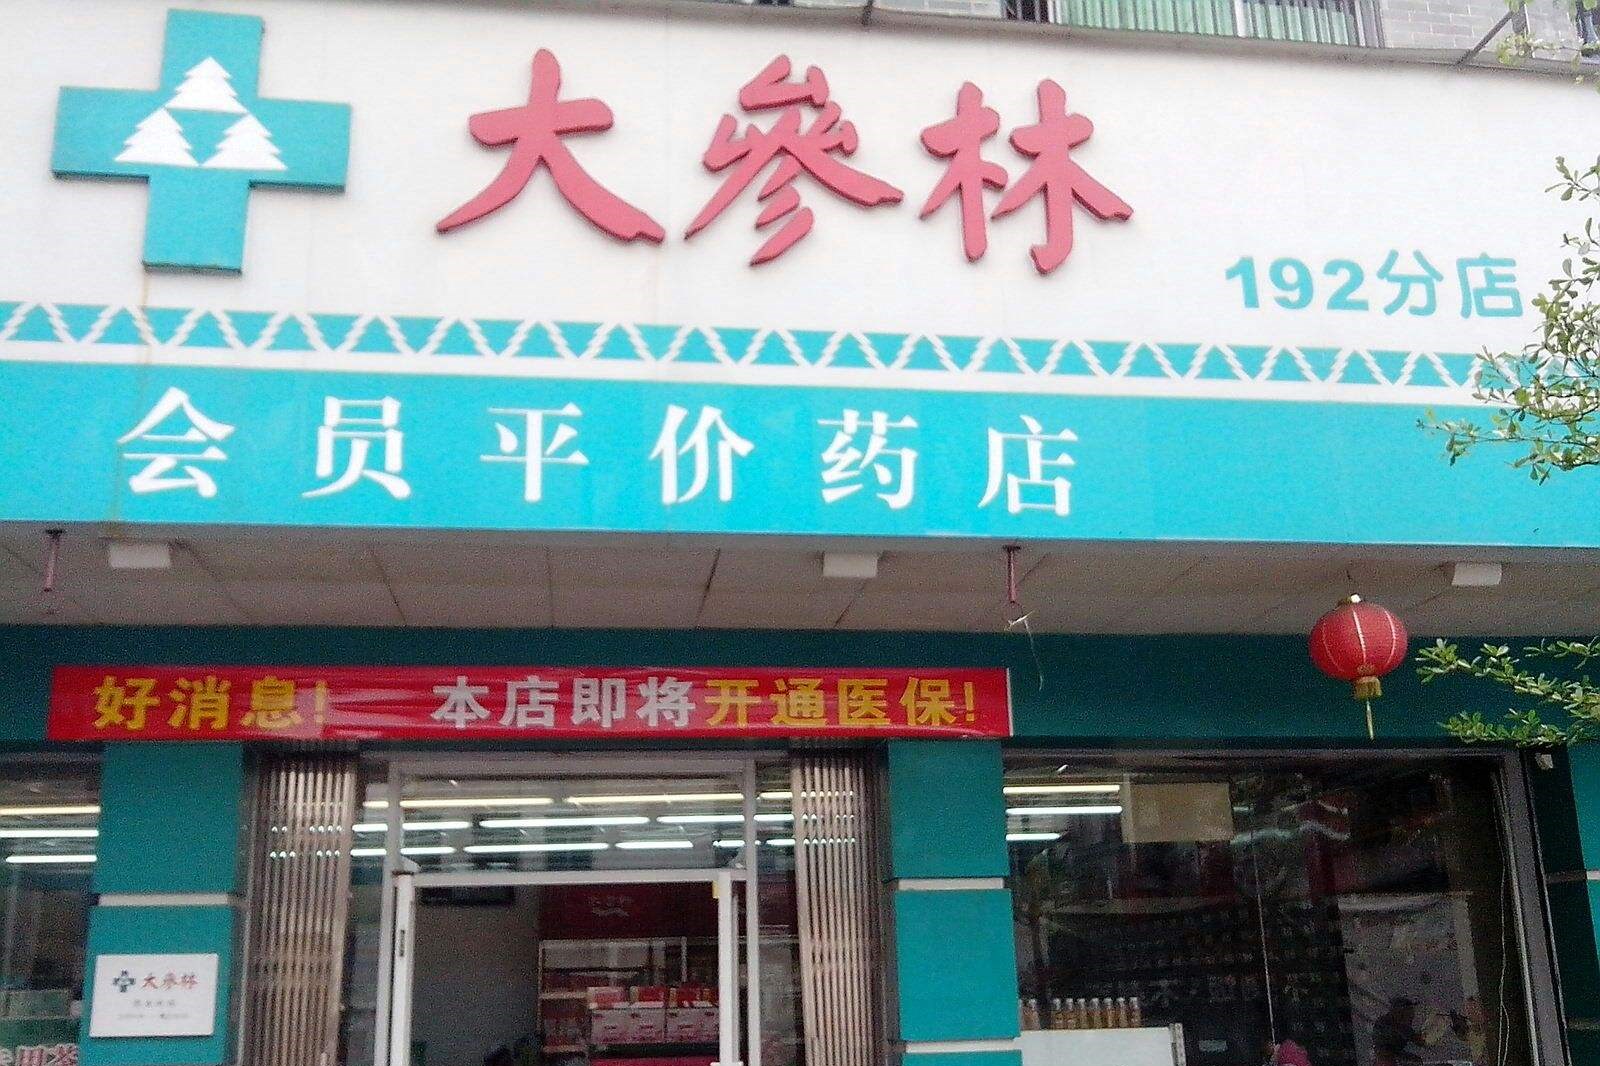 大參林
192分店
会员平价药店
好消息! 本店即将开通医保!
大參林